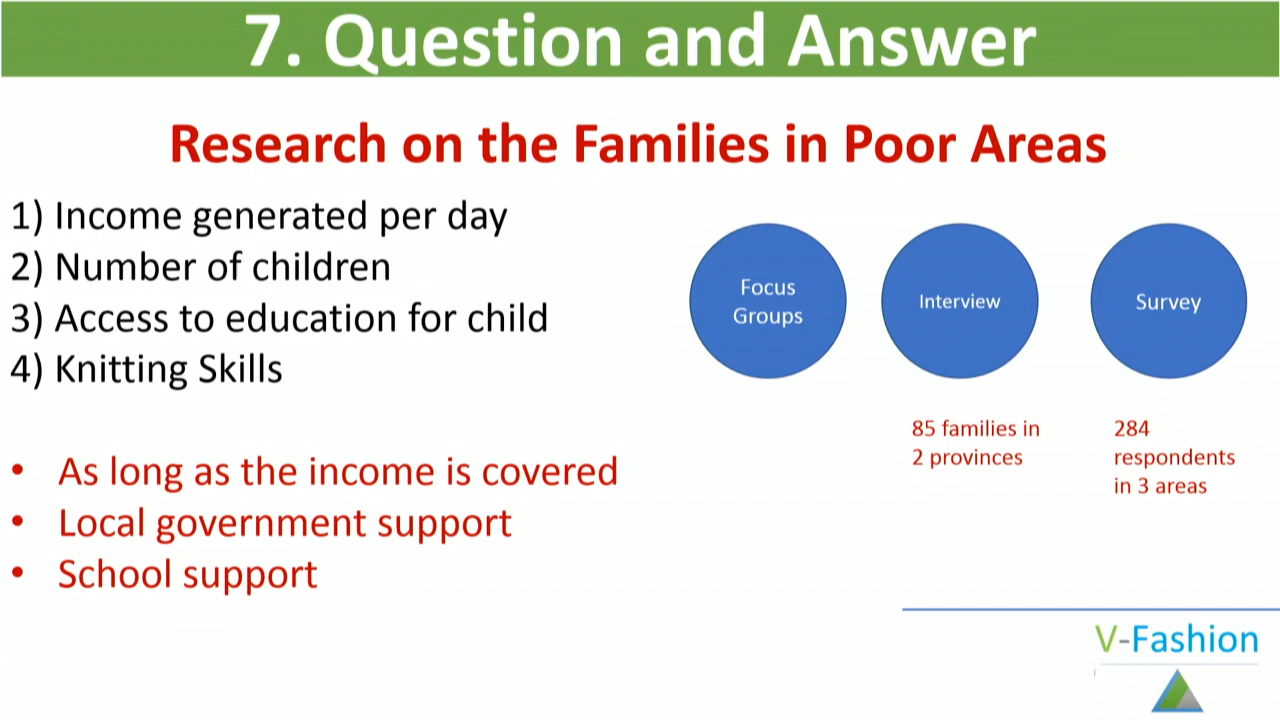 7. Question and Answer
Research on the Families in Poor Areas
1) Income generated per day
2) Number of children
3) Access to education for child
4) Knitting Skills
• As long as the income is covered
• Local government support
• School support
Focus
Groups
Interview
Survey
85 families in
2 provinces
284
respondents
in 3 areas
V-Fashion